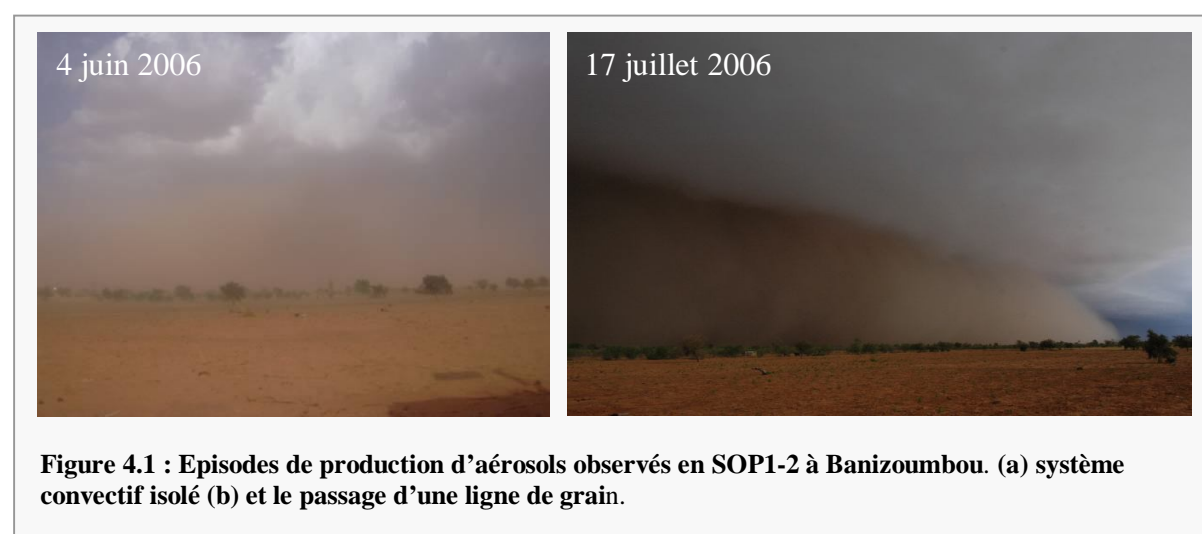 4 juin 2006
17 juillet 2006
Figure 4.1 : Episodes de production d’aérosols observés en SOP1-2 à Banizoumbou. (a) système
convectif isolé (b) et le passage d’une ligne de grain.